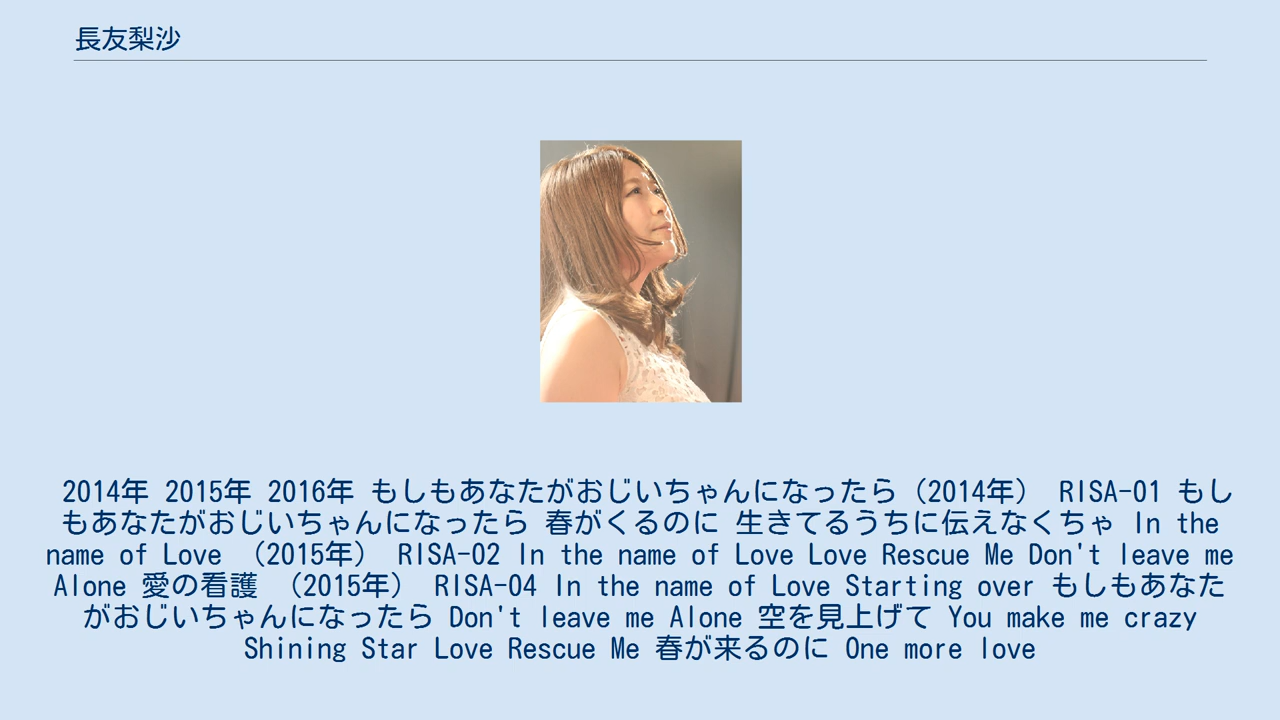 長友梨沙
2014年 2015年 2016年 もしもあなたがおじいちゃんになったら（2014年） RISA-01 もし
もあなたがおじいちゃんになったら 春がくるのに 生きてるうちに伝えなくちゃ In the
name of Love （2015年） RISA-02 In the name of Love Love Rescue Me Don't leave me
Alone 愛の看護 （2015年） RISA-04 In the name of Love Starting over もしもあなた
がおじいちゃんになったら Don't leave me Alone 空を見上げて You make me crazy
Shining Star Love Rescue Me 春が来るのに One more love